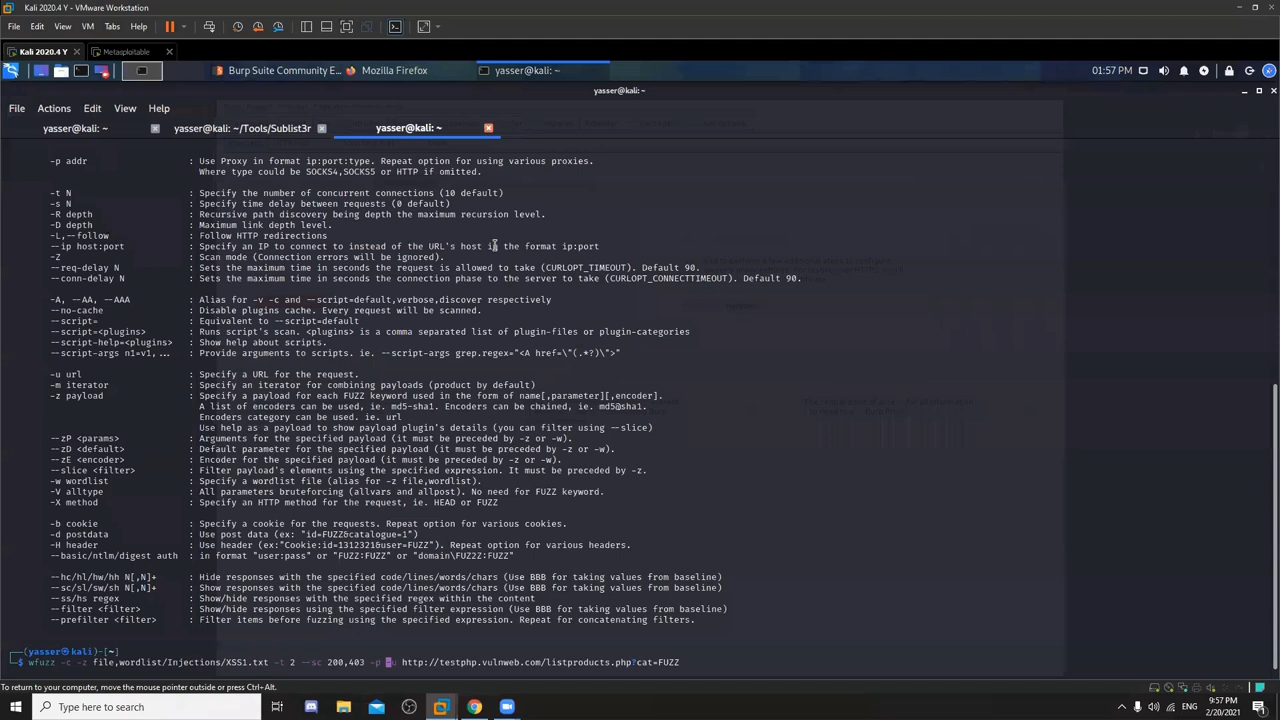 Kali 2020.4 Y - VMware Workstation
File Edit View VM Tabs Help
Kali 2020.4 Y Metasploitable
Burp Suite Community E... Mozilla Firefox yasser@kali: ~ 01:57 PM
yasser@kali: ~
File Actions Edit View Help
yasser@kali: ~ yasser@kali: ~/Tools/Sublist3r yasser@kali: ~
-p addr : Use Proxy in format ip:port:type. Repeat option for using various proxies.
Where type could be SOCKS4,SOCKS5 or HTTP if omitted.
-t N : Specify the number of concurrent connections (10 default)
-s N : Specify time delay between requests (0 default)
-R depth : Recursive path discovery being depth the maximum recursion level.
-D depth : Maximum link depth level.
-L,--follow : Follow HTTP redirections
--ip host:port : Specify an IP to connect to instead of the URL's host in the format ip:port
-Z : Scan mode (Connection errors will be ignored).
--req-delay N : Sets the maximum time in seconds the request is allowed to take (CURLOPT_TIMEOUT). Default 90.
--conn-delay N : Sets the maximum time in seconds the connection phase to the server to take (CURLOPT_CONNECTTIMEOUT). Default 90.
-A, --AA, --AAA : Alias for -v -c and --script=default,verbose,discover respectively
--no-cache : Disable plugins cache. Every request will be scanned.
--script= : Equivalent to --script=default
--script=<plugins> : Runs script's scan. <plugins> is a comma separated list of plugin-files or plugin-categories
--script-help=<plugins> : Show help about scripts.
--script-args n1=v1, ... : Provide arguments to scripts. ie. --script-args grep.regex="<A href=\"(.*?)\">"
-u url : Specify a URL for the request.
-m iterator : Specify an iterator for combining payloads (product by default)
-z payload : Specify a payload for each FUZZ keyword used in the form of name[,parameter][,encoder].
A list of encoders can be used, ie. md5-sha1. Encoders can be chained, ie. md5@sha1.
Encoders category can be used. ie. url
Use help as a payload to show payload plugin's details (you can filter using --slice)
--zP <params> : Arguments for the specified payload (it must be preceded by -z or -w).
--zD <default> : Default parameter for the specified payload (it must be preceded by -z or -w).
--zE <encoder> : Encoder for the specified payload (it must be preceded by -z or -w).
--slice <filter> : Filter payload's elements using the specified expression. It must be preceded by -z.
-w wordlist : Specify a wordlist file (alias for -z file,wordlist).
-V alltype : All parameters bruteforcing (allvars and allpost). No need for FUZZ keyword.
-X method : Specify an HTTP method for the request, ie. HEAD or FUZZ
-b cookie : Specify a cookie for the requests. Repeat option for various cookies.
-d postdata : Use post data (ex: "id=FUZZ&catalogue=1")
-H header : Use header (ex:"Cookie:id=1312321&user=FUZZ"). Repeat option for various headers.
--basic/ntlm/digest auth : in format "user:pass" or "FUZZ:FUZZ" or "domain\FUZ2Z:FUZZ"
--hc/hl/hw/hh N[,N]+ : Hide responses with the specified code/lines/words/chars (Use BBB for taking values from baseline)
--sc/sl/sw/sh N[,N]+ : Show responses with the specified code/lines/words/chars (Use BBB for taking values from baseline)
--ss/hs regex : Show/hide responses with the specified regex within the content
--filter <filter> : Show/hide responses using the specified filter expression (Use BBB for taking values from baseline)
--prefilter <filter> : Filter items before fuzzing using the specified expression. Repeat for concatenating filters.
(yasser㉿kali)-[~]
$ wfuzz -c -z file,wordlist/Injections/XSS1.txt -t 2 --sc 200,403 -p -u http://testphp.vulnweb.com/listproducts.php?cat=FUZZ
To return to your computer, move the mouse pointer outside or press Ctrl+Alt.
Type here to search ENG 9:57 PM
2/20/2021